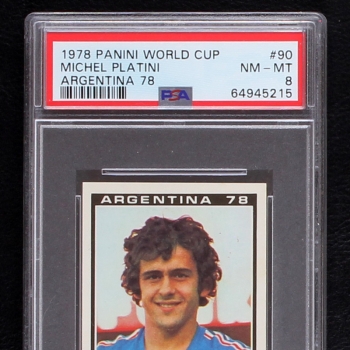 1978 PANINI WORLD CUP #90
MICHEL PLATINI NM - MT
ARGENTINA 78 8
PSA 64945215
ARGENTINA 78